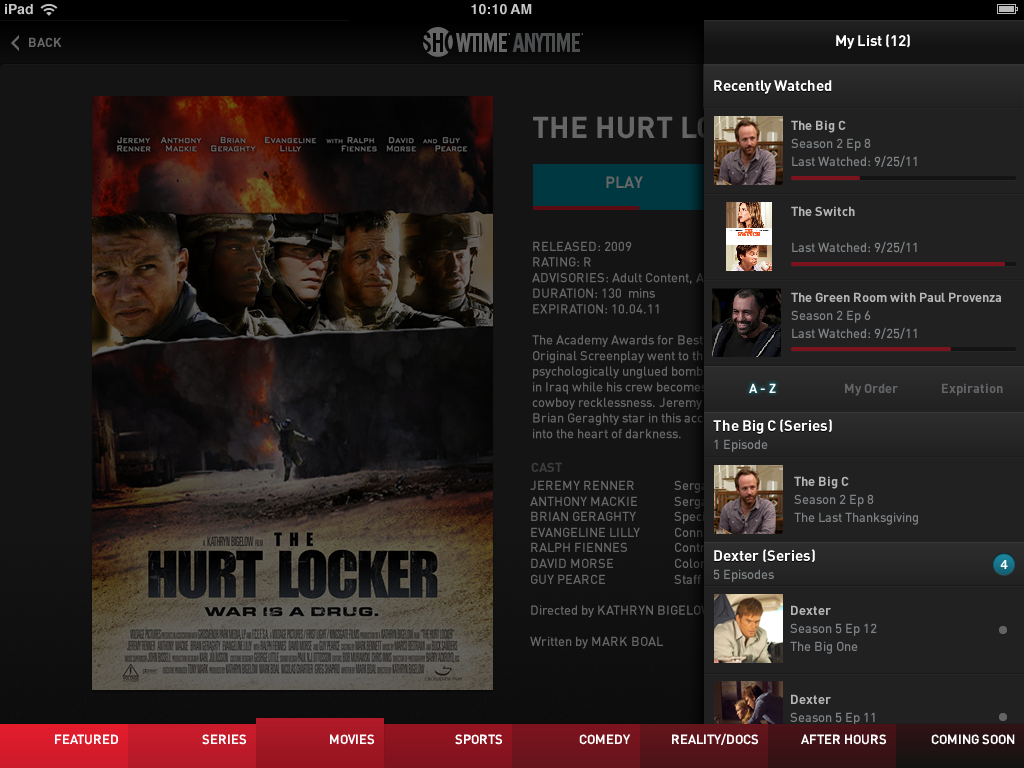 iPad
10:10 AM
BACK
SHOWTIME ANYTIME
JEREMY RENNER ANTHONY MACKIE BRIAN GERAGHTY EVANGELINE LILLY WITH RALPH FIENNES DAVID MORSE AND GUY PEARCE
A KATHRYN BIGELOW FILM
THE
HURT LOCKER
WAR IS A DRUG.
THE HURT LO
PLAY
RELEASED: 2009
RATING: R
ADVISORIES: Adult Content, A
DURATION: 130 mins
EXPIRATION: 10.04.11
The Academy Awards for Best
Original Screenplay went to th
psychologically unglued bomb
in Iraq while his crew becomes
cowboy recklessness. Jeremy
Brian Geraghty star in this acc
into the heart of darkness.
CAST
JEREMY RENNER Serga
ANTHONY MACKIE Serg
BRIAN GERAGHTY Speci
EVANGELINE LILLY Conn
RALPH FIENNES Contr
DAVID MORSE Color
GUY PEARCE Staff
Directed by KATHRYN BIGELOW
Written by MARK BOAL
My List (12)
Recently Watched
The Big C
Season 2 Ep 8
Last Watched: 9/25/11
The Switch
Last Watched: 9/25/11
The Green Room with Paul Provenza
Season 2 Ep 6
Last Watched: 9/25/11
A - Z My Order Expiration
The Big C (Series)
1 Episode
The Big C
Season 2 Ep 8
The Last Thanksgiving
Dexter (Series)
5 Episodes
4
Dexter
Season 5 Ep 12
The Big One
Dexter
Season 5 Ep 11
FEATURED SERIES MOVIES SPORTS COMEDY REALITY/DOCS AFTER HOURS COMING SOON